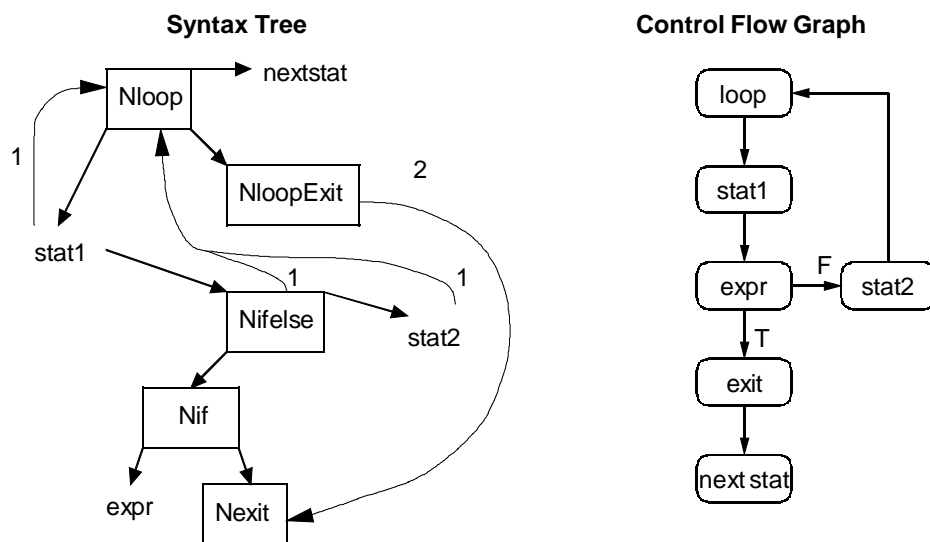 Syntax Tree
Nloop
nextstat
1
NloopExit
2
stat1
1
1
Nifelse
stat2
Nif
expr
Nexit
Control Flow Graph
loop
stat1
expr
F
stat2
T
exit
next stat